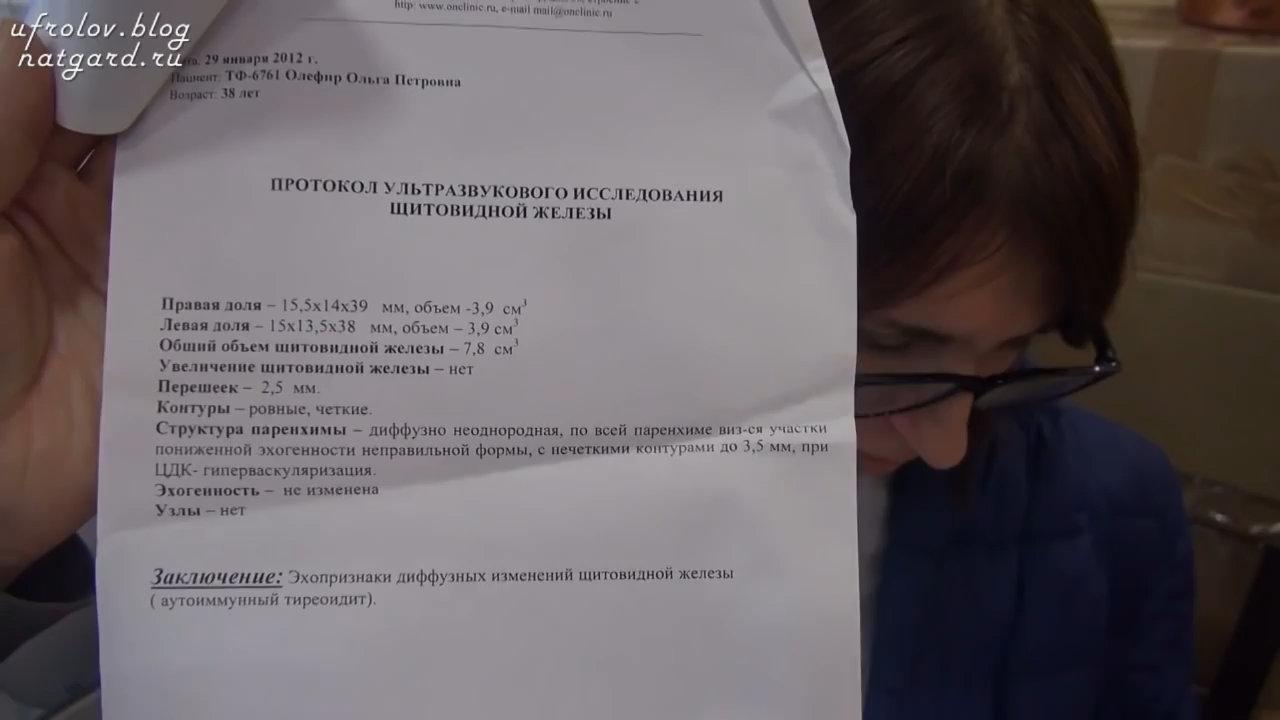 ufrolov.blog
natgard.ru
http: www.onclinic.ru, e-mail mail@onclinic.ru
29 января 2012 г.
Пациент: ТФ-6761 Олефир Ольга Петровна
Возраст: 38 лет
ПРОТОКОЛ УЛЬТРАЗВУКОВОГО ИССЛЕДОВАНИЯ
ЩИТОВИДНОЙ ЖЕЛЕЗЫ
Правая доля – 15,5х14х39 мм, объем -3,9 см³
Левая доля – 15х13,5х38 мм, объем – 3,9 см³
Общий объем щитовидной железы – 7,8 см³
Увеличение щитовидной железы – нет
Перешеек – 2,5 мм.
Контуры – ровные, четкие.
Структура паренхимы – диффузно неоднородная, по всей паренхиме виз-ся участки
пониженной эхогенности неправильной формы, с нечеткими контурами до 3,5 мм, при
ЦДК- гиперваскуляризация.
Эхогенность – не изменена
Узлы – нет
Заключение: Эхопризнаки диффузных изменений щитовидной железы
( аутоиммунный тиреоидит).